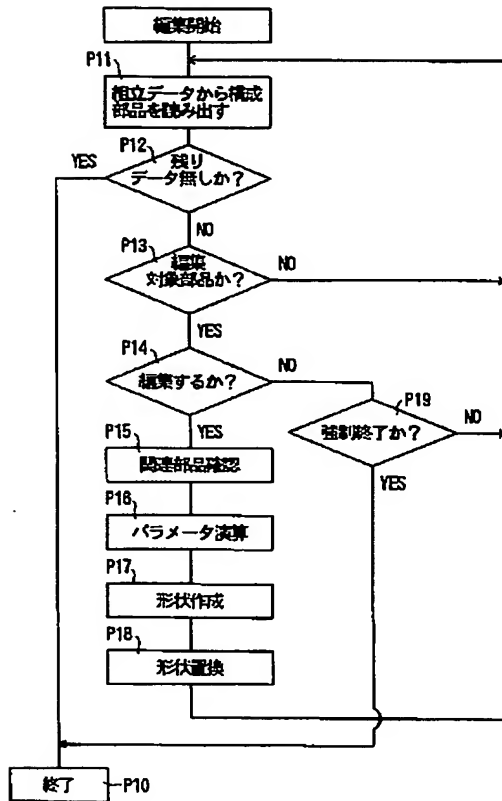 編集開始
P11
組立データから構成
部品を読み出す
P12
残り
データ無しか?
YES
NO
P13
編集
対象部品か?
NO
YES
P14
編集するか?
NO
YES
P19
強制終了か?
NO
YES
P15
関連部品確認
P16
パラメータ演算
P17
形状作成
P18
形状置換
終了
P10